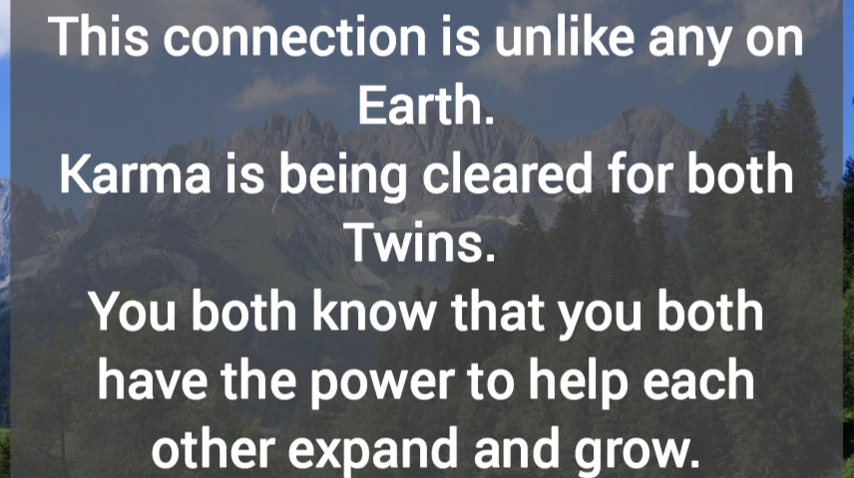 This connection is unlike any on
Earth.
Karma is being cleared for both
Twins.
You both know that you both
have the power to help each
other expand and grow.